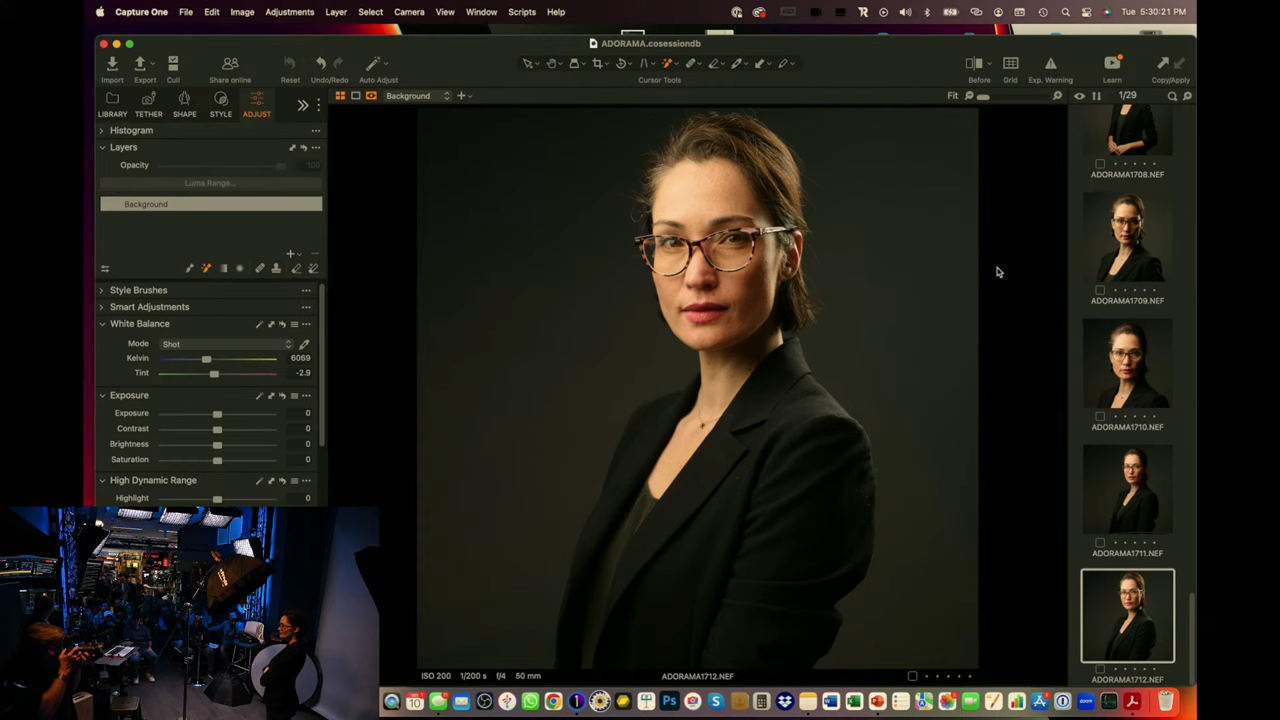 Capture One File Edit Image Adjustments Layer Select Camera View Window Scripts Help Tue 5:30:21 PM
ADORAMA.cosessiondb
Import Export Cull Share online Reset Undo/Redo Auto Adjust Cursor Tools Before Grid Exp. Warning Learn Copy/Apply
LIBRARY TETHER SHAPE STYLE ADJUST
Background
Fit
1/29
Histogram
Layers
Opacity 100
Luma Range...
Background
Style Brushes
Smart Adjustments
White Balance
Mode Shot
Kelvin 6069
Tint -2.9
Exposure
Exposure 0
Contrast 0
Brightness 0
Saturation 0
High Dynamic Range
Highlight 0
ADORAMA1708.NEF
ADORAMA1709.NEF
ADORAMA1710.NEF
ADORAMA1711.NEF
ADORAMA1712.NEF
ISO 200 1/200 s f/4 50 mm ADORAMA1712.NEF